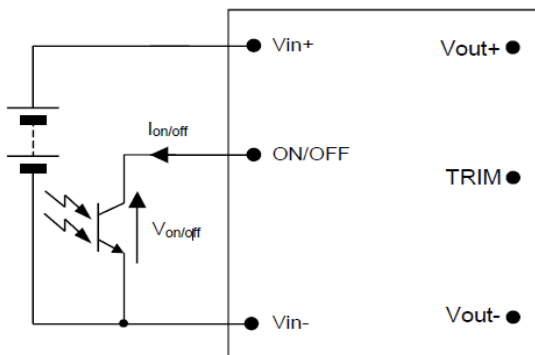 Vin+
Vout+
Ion/off
ON/OFF
TRIM
Von/off
Vin-
Vout-